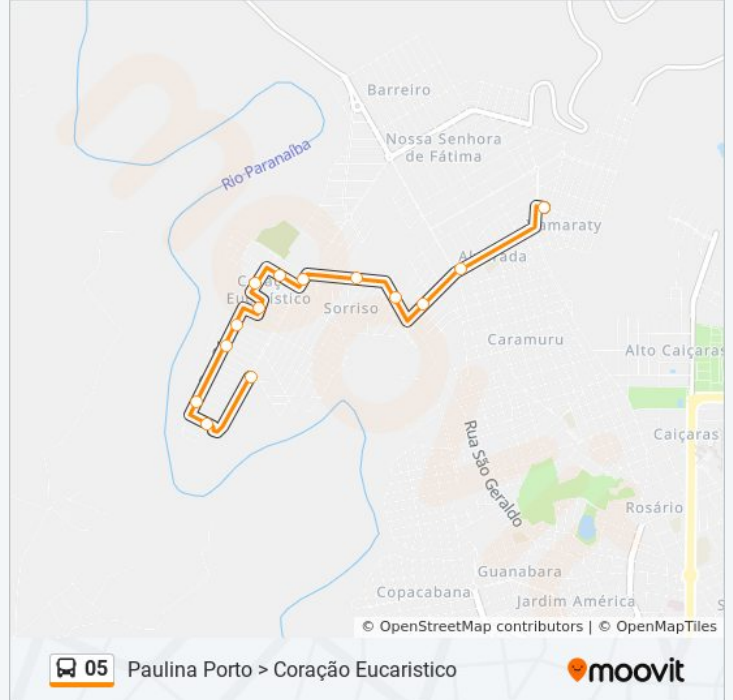 Barreiro
Nossa Senhora
de Fátima
Rio Paranaíba
amaraty
Sorriso
Caramuru
Alto Caiçaras
Caiçaras
Rua São Geraldo
Rosário
Guanabara
Copacabana
Jardim América
© OpenStreetMap contributors | © OpenMapTiles
05 Paulina Porto > Coração Eucaristico
moovit